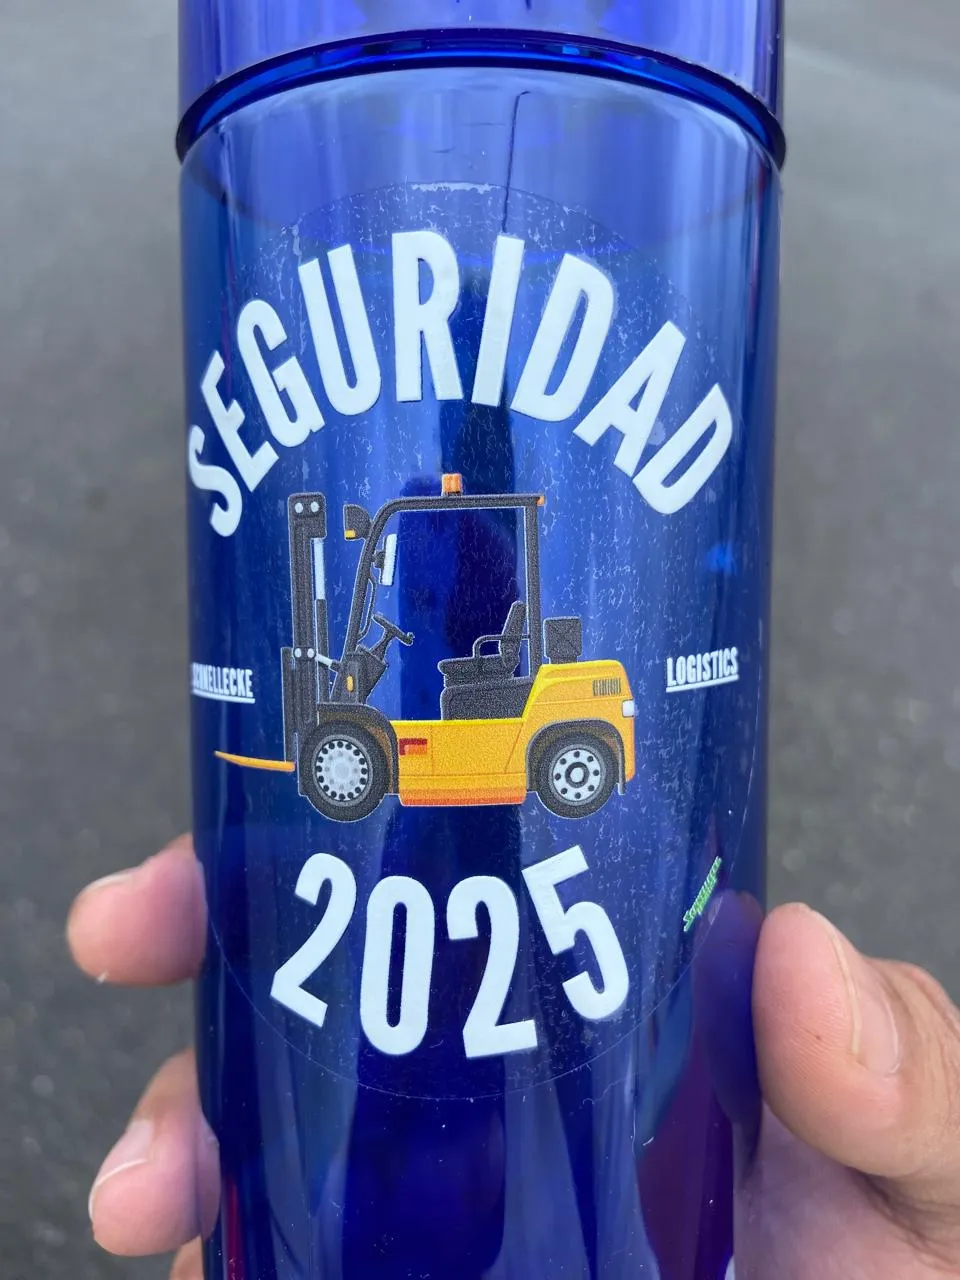 SEGURIDAD
SCHNELLECKE
LOGISTICS
2025